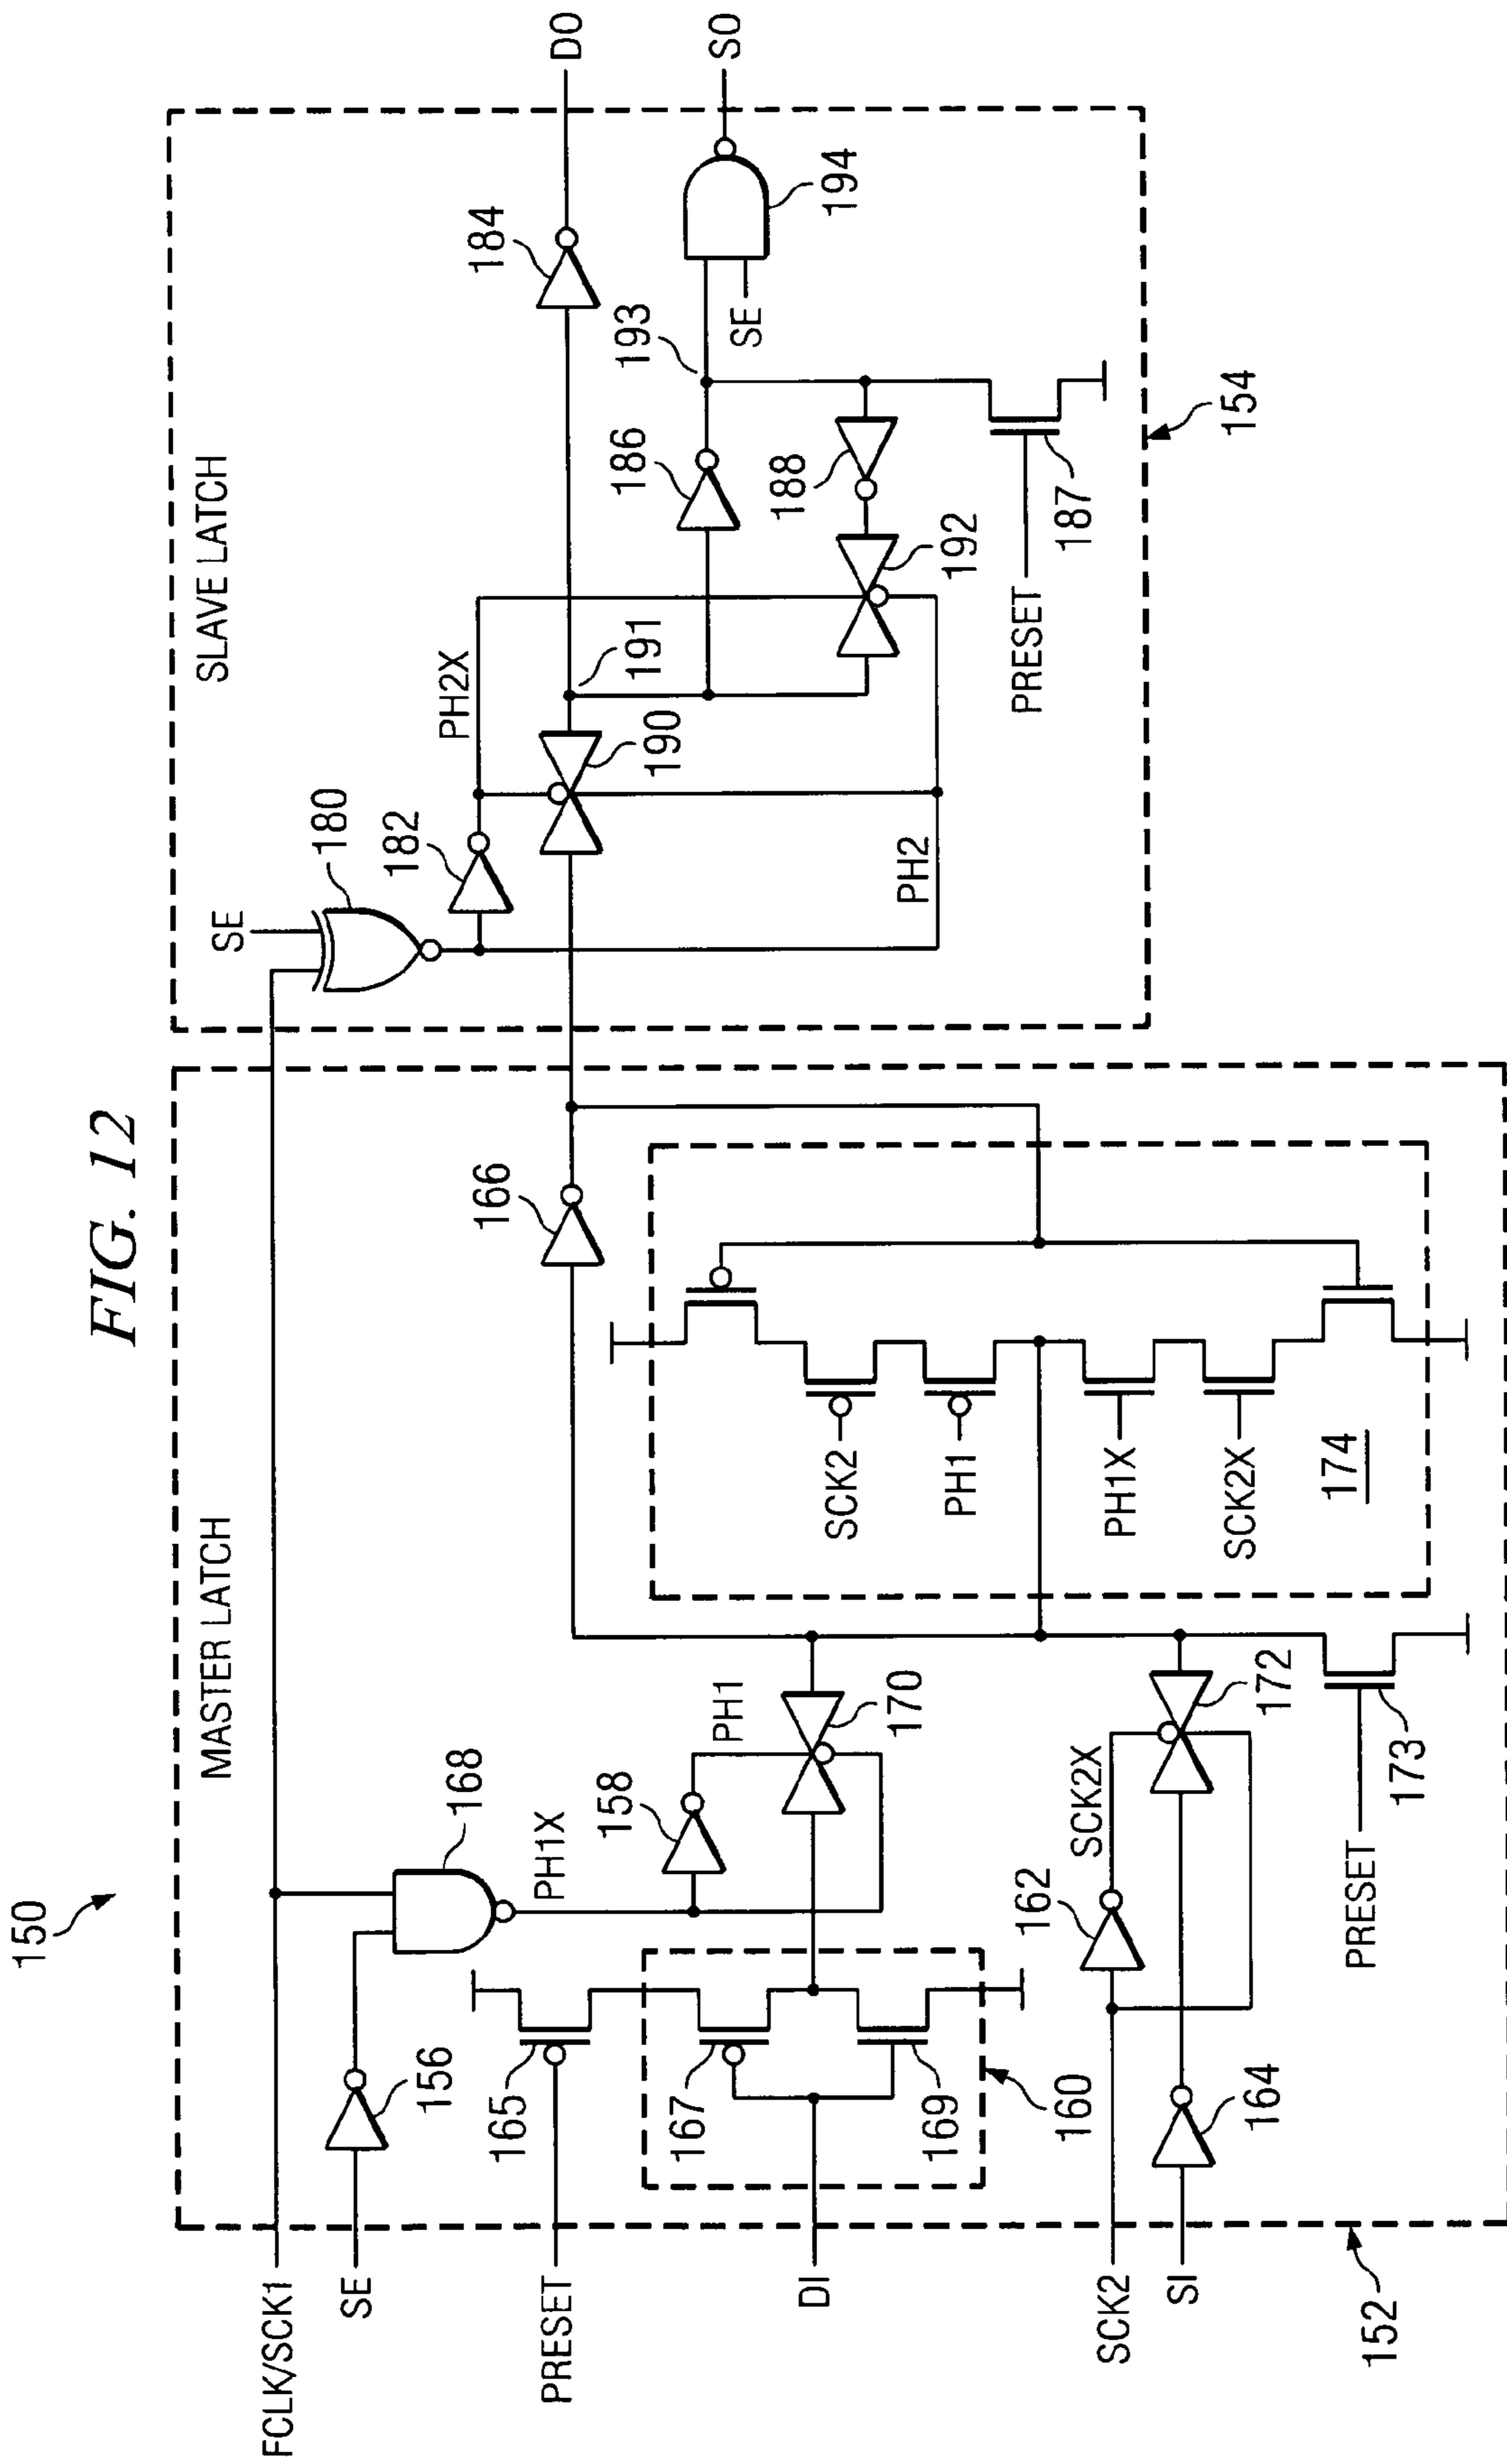 FIG. 12
150
MASTER LATCH
SLAVE LATCH
FCLK/SCK1
SE
PRESET
DI
SCK2
SI
152
156
168
165
167
169
160
PH1X
158
PH1
170
162
164
SCK2X
172
PRESET
173
166
SCK2
PH1
PH1X
SCK2X
174
SE
180
182
PH2X
190
191
PH2
184
DO
186
193
188
192
SE
194
SO
PRESET
187
154